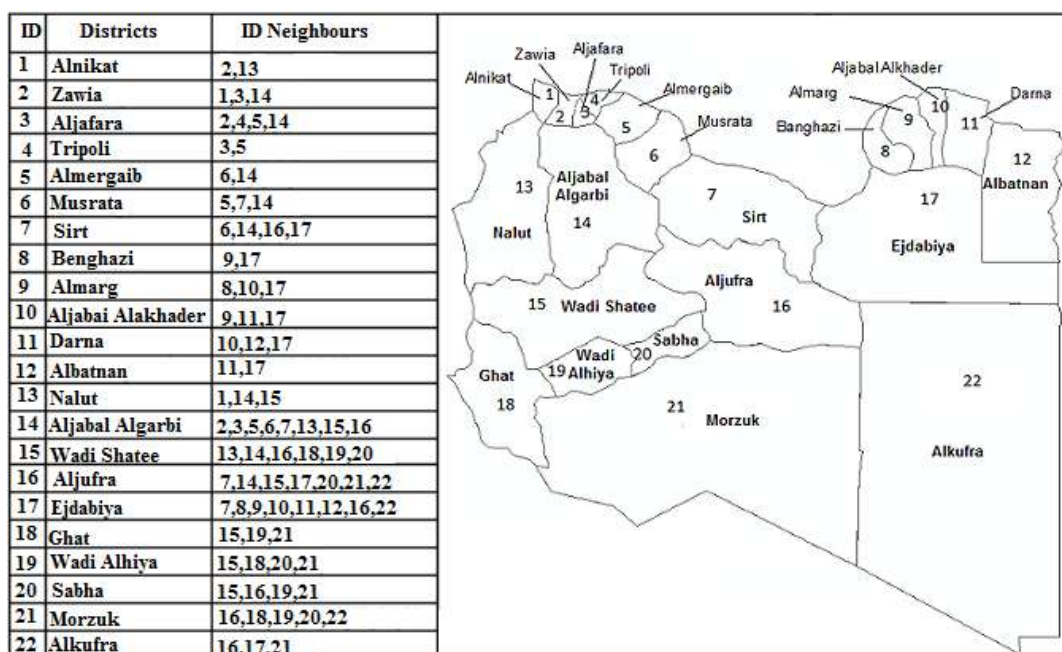 ID Districts ID Neighbours
1 Alnikat 2,13
2 Zawia 1,3,14
3 Aljafara 2,4,5,14
4 Tripoli 3,5
5 Almergaib 6,14
6 Musrata 5,7,14
7 Sirt 6,14,16,17
8 Benghazi 9,17
9 Almarg 8,10,17
10 Aljabai Alakhader 9,11,17
11 Darna 10,12,17
12 Albatnan 11,17
13 Nalut 1,14,15
14 Aljabal Algarbi 2,3,5,6,7,13,15,16
15 Wadi Shatee 13,14,16,18,19,20
16 Aljufra 7,14,15,17,20,21,22
17 Ejdabiya 7,8,9,10,11,12,16,22
18 Ghat 15,19,21
19 Wadi Alhiya 15,18,20,21
20 Sabha 15,16,19,21
21 Morzuk 16,18,19,20,22
22 Alkufra 16,17,21
Aljafara
Zawia
Tripoli
Alnikat
Almergaib
Musrata
Aljabal Alkhader
Almarg
Darna
Banghazi
1
2
3
4
5
6
8
9
10
11
12
Albatnan
13
Nalut
Aljabal
Algarbi
14
7
Sirt
17
Ejdabiya
15
Wadi Shatee
Aljufra
16
Sabha
20
Wadi
Alhiya
19
Ghat
18
21
Morzuk
22
Alkufra